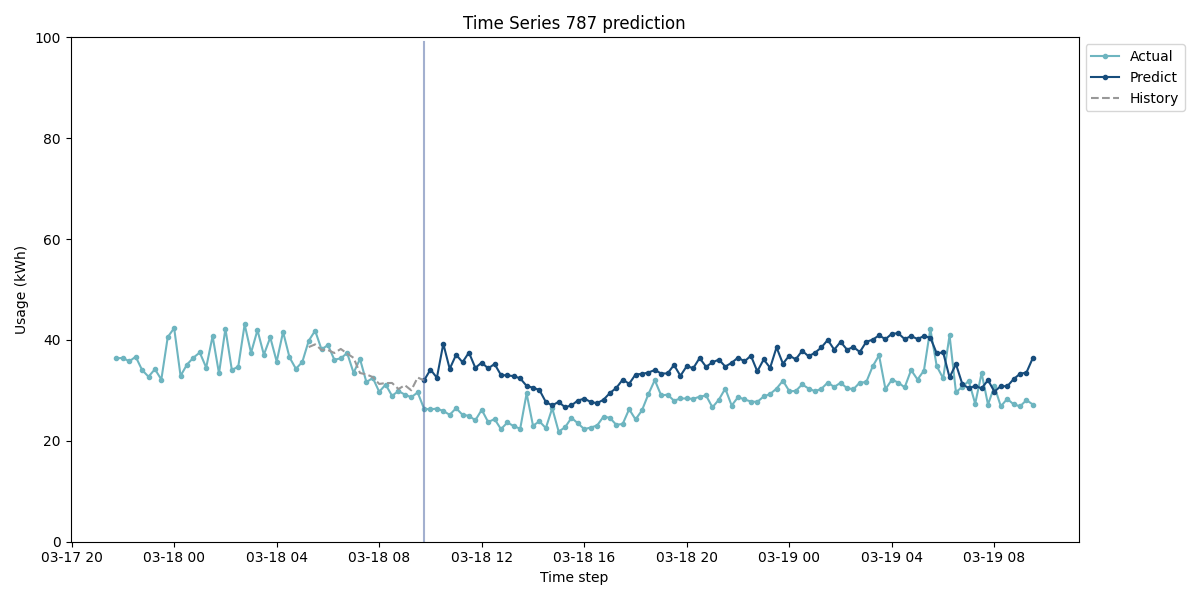 Time Series 787 prediction
100
80
60
40
20
0
Usage (kWh)
03-17 20
03-18 00
03-18 04
03-18 08
03-18 12
03-18 16
03-18 20
03-19 00
03-19 04
03-19 08
Time step
Actual
Predict
History